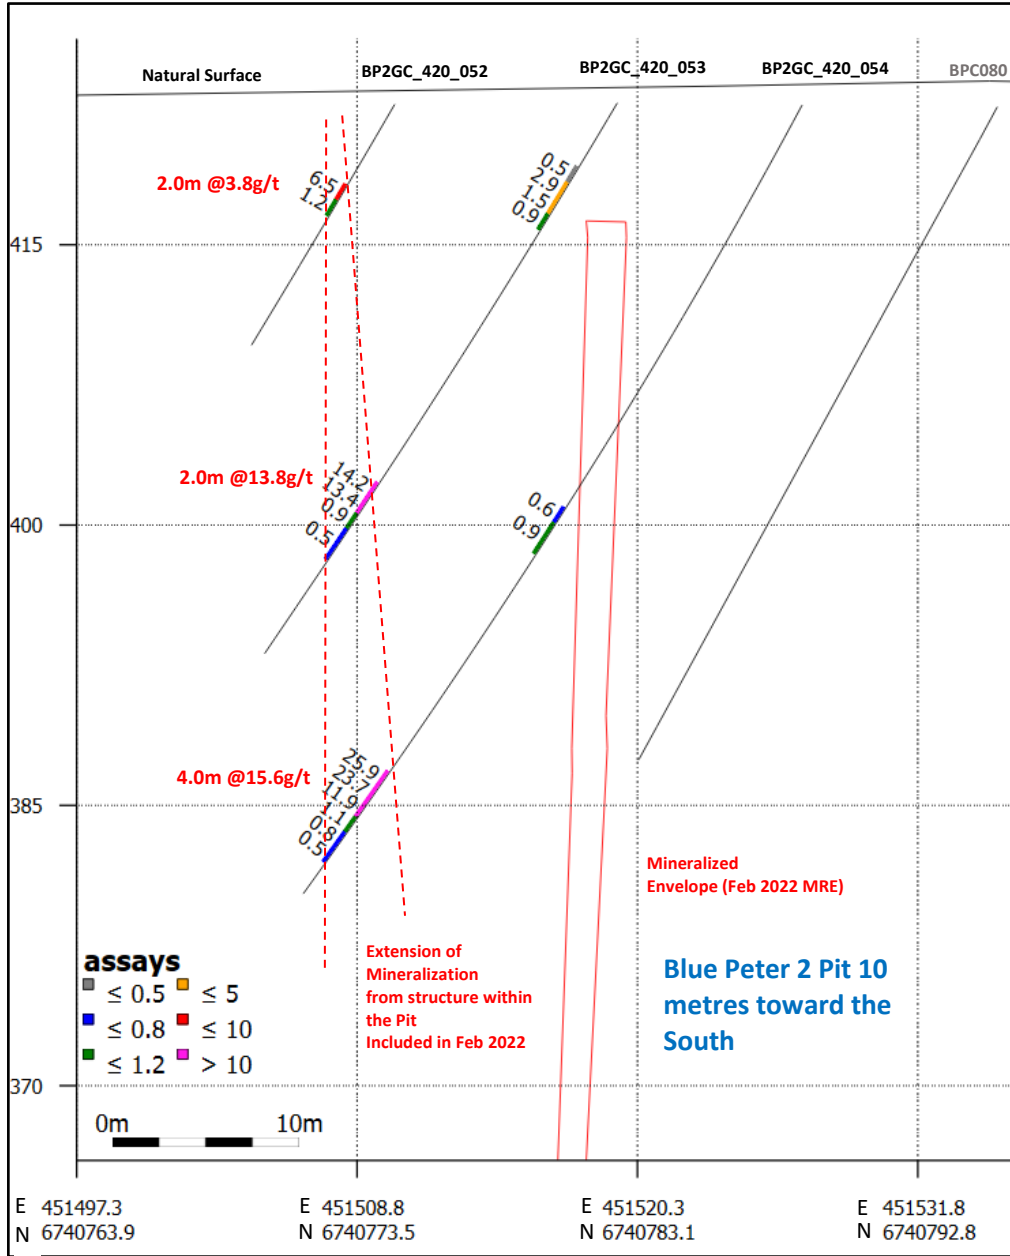 Natural Surface
BP2GC_420_052
BP2GC_420_053
BP2GC_420_054
BPC080
2.0m @3.8g/t
6.5
1.2
0.5
2.9
1.5
0.9
415
2.0m @13.8g/t
14.2
13.4
0.9
0.5
0.6
0.9
400
4.0m @15.6g/t
25.9
23.7
11.9
1.1
0.8
0.5
385
Mineralized
Envelope (Feb 2022 MRE)
Extension of
Mineralization
from structure within
the Pit
Included in Feb 2022
Blue Peter 2 Pit 10
metres toward the
South
assays
≤ 0.5 ≤ 5
≤ 0.8 ≤ 10
≤ 1.2 > 10
370
0m 10m
E 451497.3 E 451508.8 E 451520.3 E 451531.8
N 6740763.9 N 6740773.5 N 6740783.1 N 6740792.8